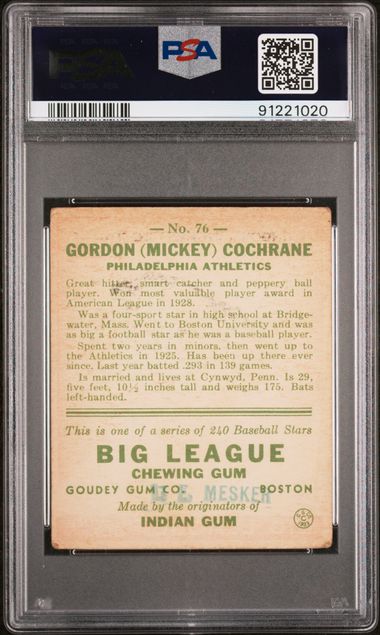 PSA
91221020
— No. 76 —
GORDON (MICKEY) COCHRANE
PHILADELPHIA ATHLETICS
Great hitter, smart catcher and peppery ball
player. Won most valuable player award in
American League in 1928.
Was a four-sport star in high school at Bridge-
water, Mass. Went to Boston University and was
as big a football star as he was a baseball player.
Spent two years in minors, then went up to
the Athletics in 1925. Has been up there ever
since. Last year batted .293 in 139 games.
Is married and lives at Cynwyd, Penn. Is 29,
five feet, 10½ inches tall and weighs 175. Bats
left-handed.
This is one of a series of 240 Baseball Stars
BIG LEAGUE
CHEWING GUM
GOUDEY GUM CO. BOSTON
E. MESKER
Made by the originators of
INDIAN GUM